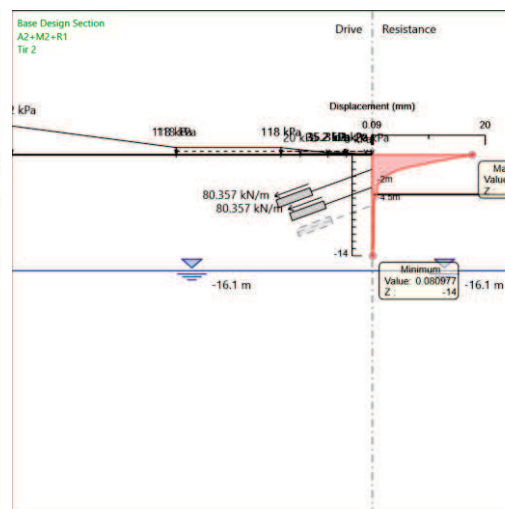 Base Design Section
A2+M2+R1
Tir 2
Drive
Resistance
Displacement (mm)
0.09
20
kPa
118 kPa
-2m
-4.5m
80.357 kN/m
80.357 kN/m
-14
Minimum
Value: 0.080977
Z :
-14
Z :
-16.1 m
-16.1 m